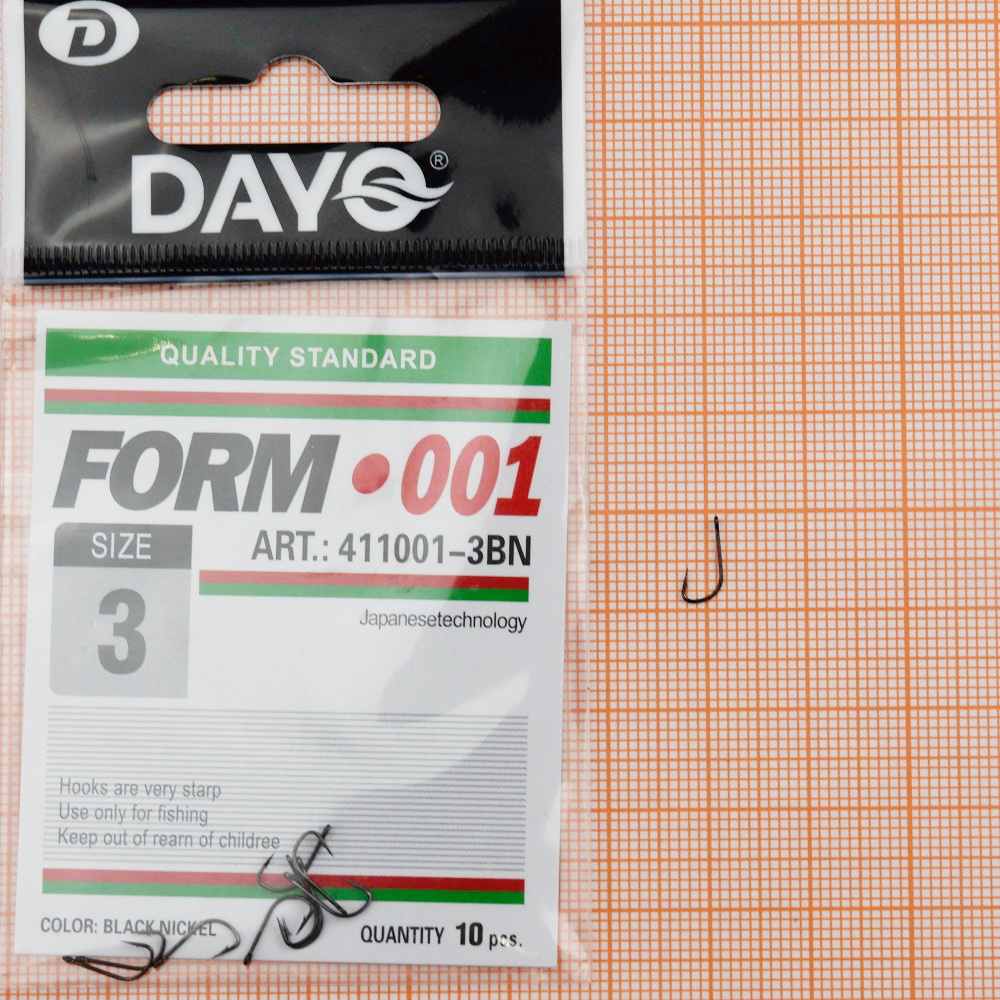 D
DAYO®
QUALITY STANDARD
FORM •001
SIZE
3
ART.: 411001-3BN
Japanesetechnology
Hooks are very starp
Use only for fishing
Keep out of rearn of childree
COLOR: BLACK NICKEL
QUANTITY 10 pcs.